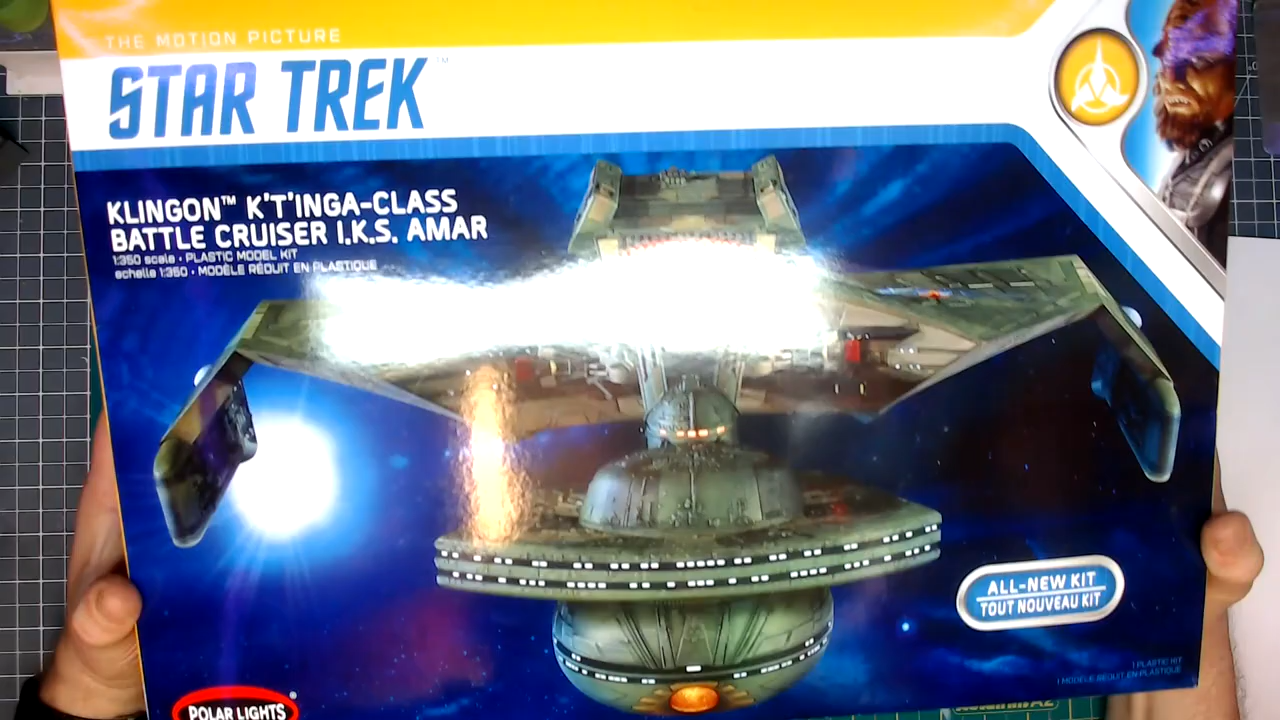 THE MOTION PICTURE
STAR TREK™
KLINGON™ K'T'INGA-CLASS
BATTLE CRUISER I.K.S. AMAR
1:350 scale • PLASTIC MODEL KIT
echelle 1:350 • MODÈLE RÉDUIT EN PLASTIQUE
ALL-NEW KIT
TOUT NOUVEAU KIT
1 PLASTIC KIT
1 MODÈLE RÉDUIT EN PLASTIQUE
POLAR LIGHTS®